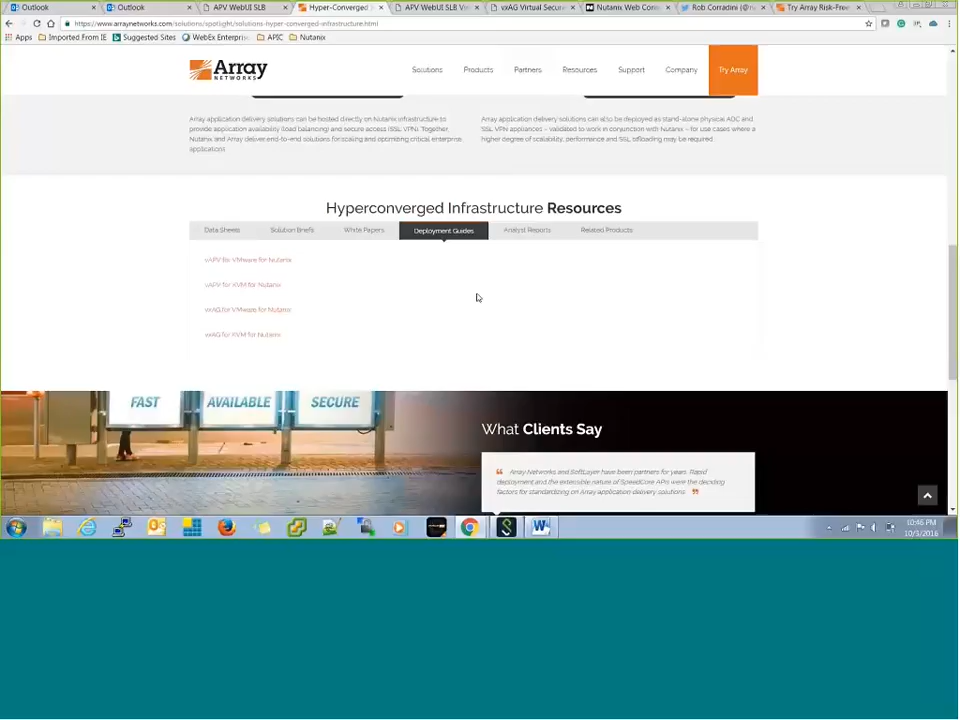 Outlook
Outlook
APV WebUI SLB
Hyper-Converged
APV WebUI SLB
vxAG Virtual Secur
Nutanix Web Con
Rob Corradini
Try Array Risk-Free
https://www.arraynetworks.com/solutions/spotlight/solutions-hyper-converged-infrastructure.html
Apps
Imported From IE
Suggested Sites
WebEx Enterpris
APIC
Nutanix
Array
NETWORKS
Solutions
Products
Partners
Resources
Support
Company
Try Array
Array application delivery solutions can be hosted directly on Nutanix infrastructure to
provide application availability (load balancing) and secure access (SSL VPN). Together,
Nutanix and Array deliver end-to-end solutions for scaling and optimizing critical enterprise
applications
Array application delivery solutions can also be deployed as stand-alone physical ADC and
SSL VPN appliances – validated to work in conjunction with Nutanix – for use cases where a
higher degree of scalability, performance and SSL offloading may be required.
Hyperconverged Infrastructure Resources
Data Sheets
Solution Briefs
White Papers
Deployment Guides
Analyst Reports
Related Products
vAPV for VMware for Nutanix
vAPV for KVM for Nutanix
vxAG for VMware for Nutanix
vxAG for KVM for Nutanix
FAST
AVAILABLE
SECURE
What Clients Say
Array Networks and SoftLayer have been partners for years. Rapid
deployment and the extensible nature of SpeedCore APIs were the deciding
factors for standardizing on Array application delivery solutions.
10:46 PM
10/3/2016